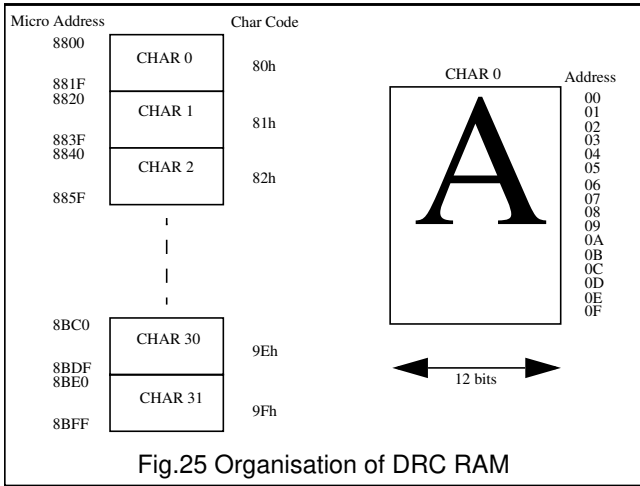 Micro Address
Char Code
8800
CHAR 0
80h
881F
8820
CHAR 1
81h
883F
8840
CHAR 2
82h
885F
8BC0
CHAR 30
9Eh
8BDF
8BE0
CHAR 31
9Fh
8BFF
CHAR 0
Address
A
00
01
02
03
04
05
06
07
08
09
0A
0B
0C
0D
0E
0F
12 bits
Fig.25 Organisation of DRC RAM